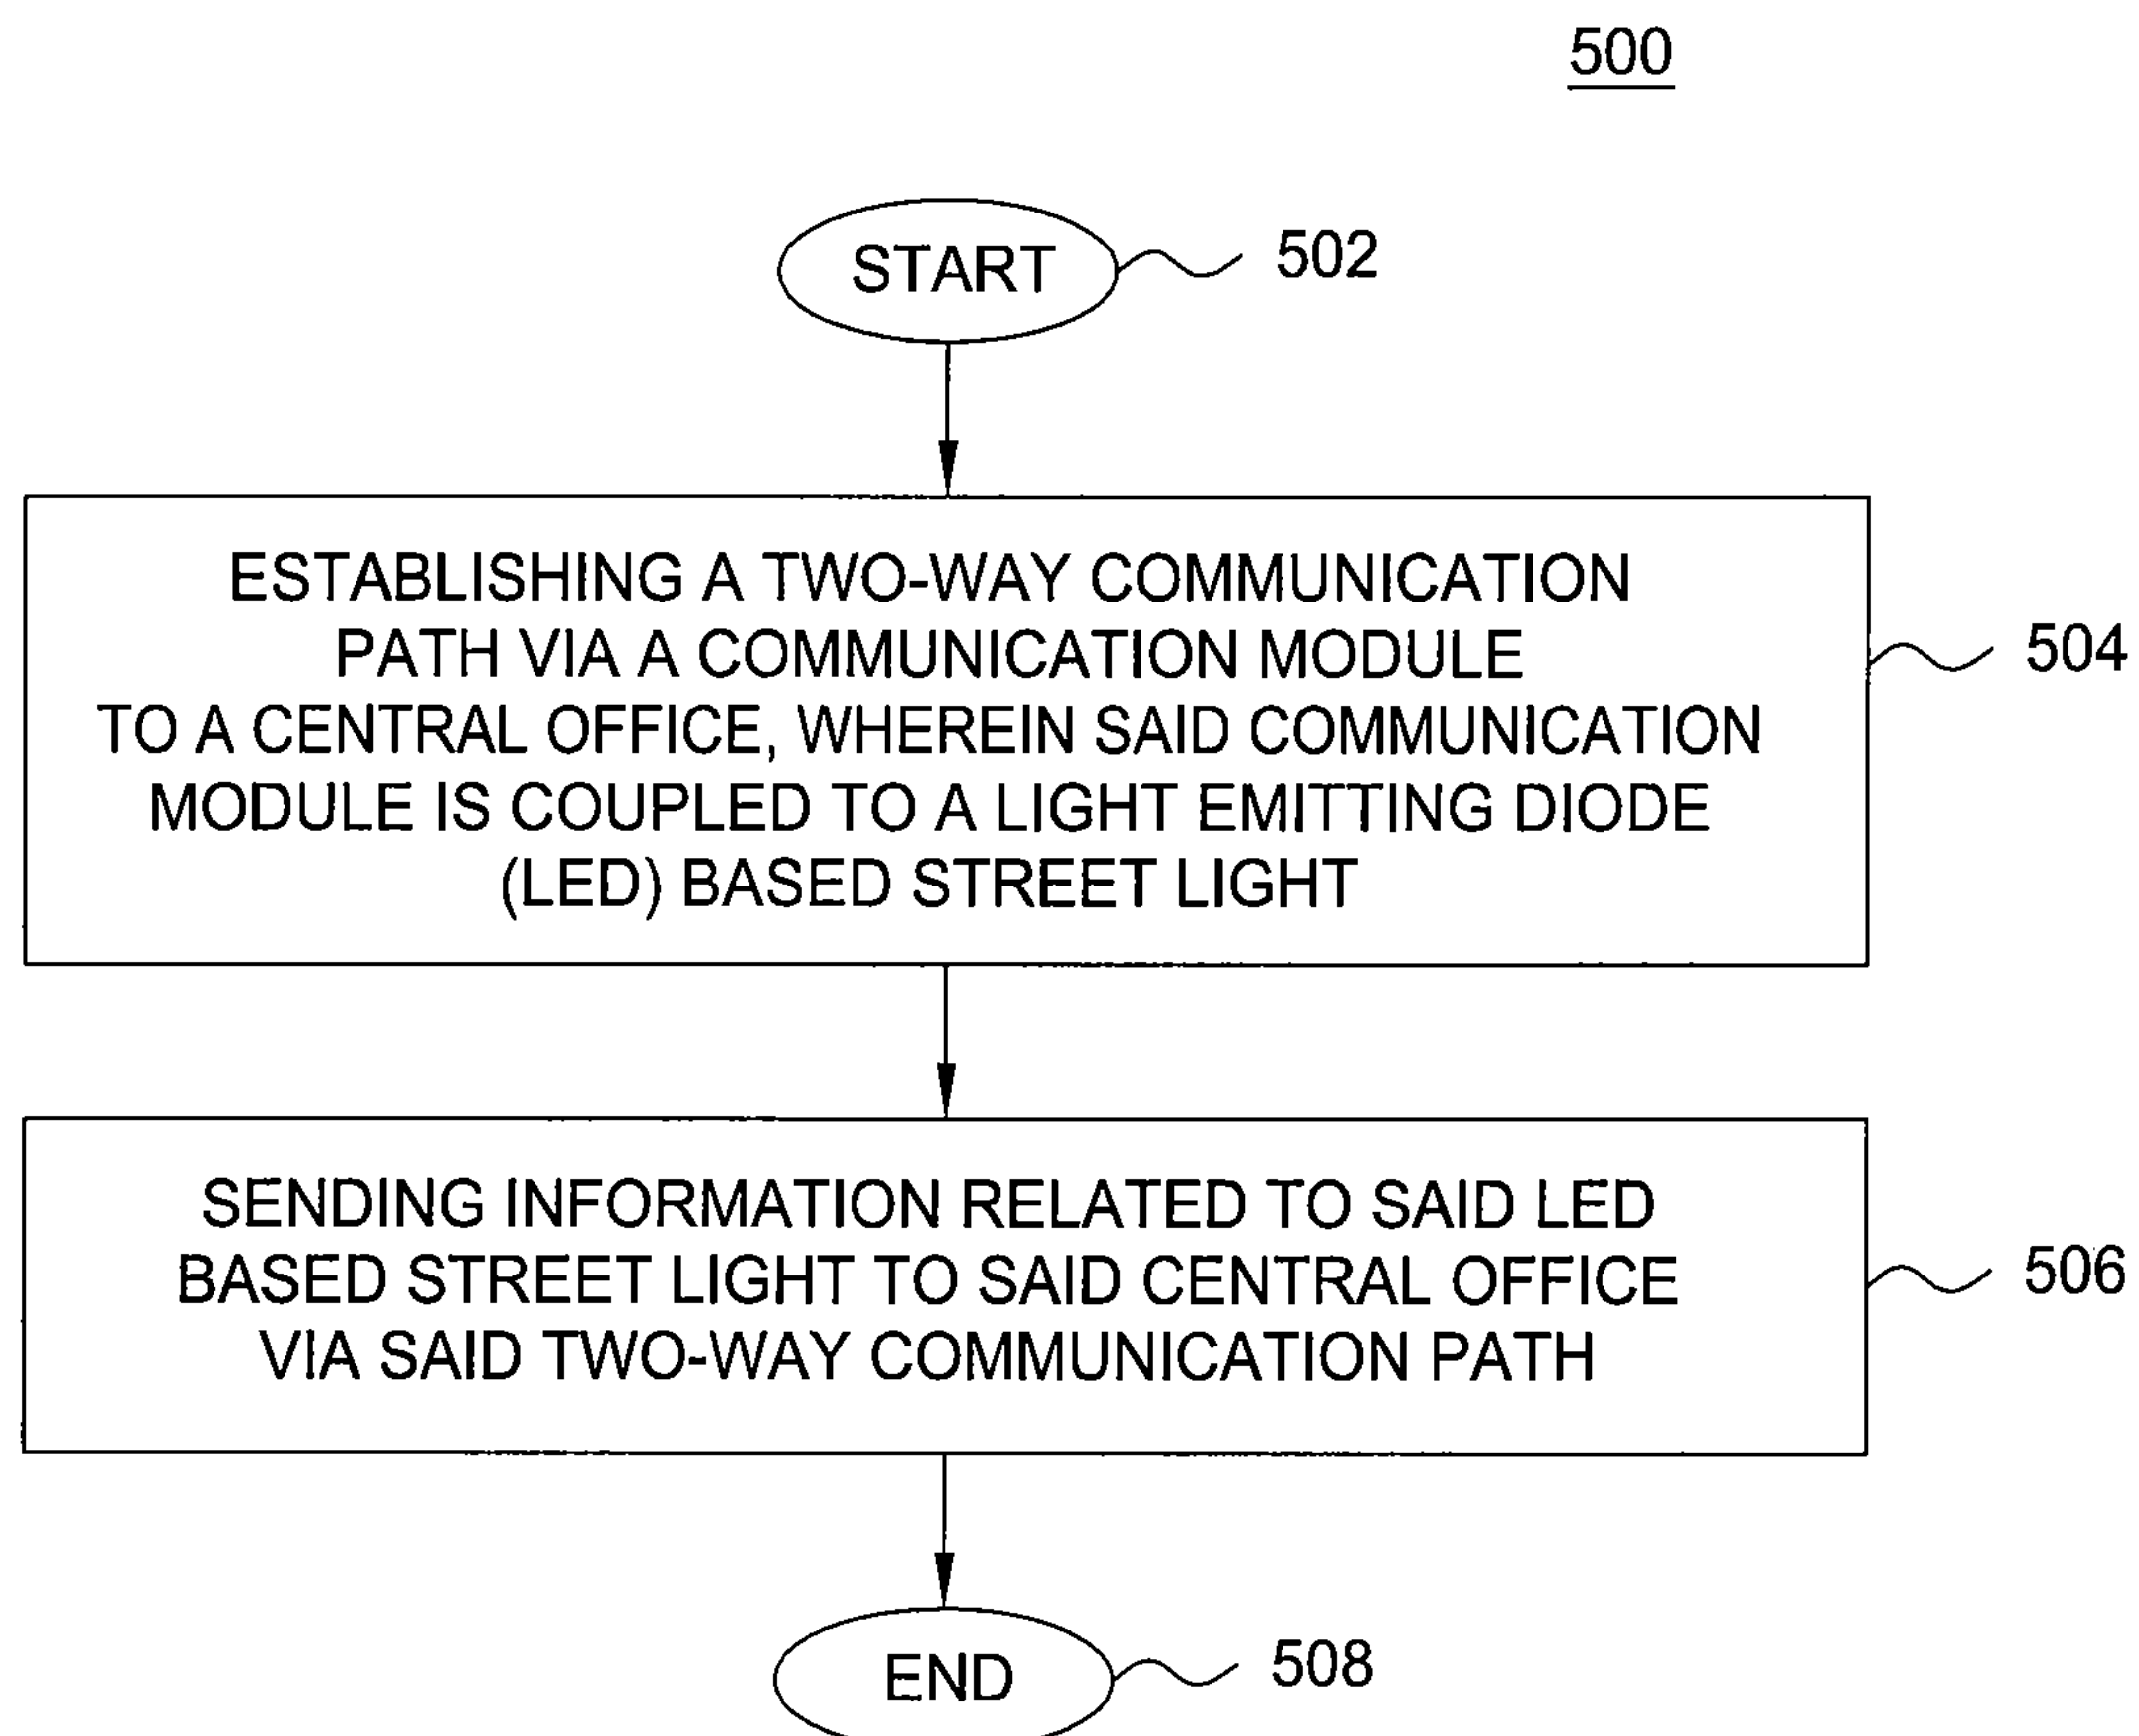 500
START
502
ESTABLISHING A TWO-WAY COMMUNICATION
PATH VIA A COMMUNICATION MODULE
TO A CENTRAL OFFICE, WHEREIN SAID COMMUNICATION
MODULE IS COUPLED TO A LIGHT EMITTING DIODE
(LED) BASED STREET LIGHT
504
SENDING INFORMATION RELATED TO SAID LED
BASED STREET LIGHT TO SAID CENTRAL OFFICE
VIA SAID TWO-WAY COMMUNICATION PATH
506
END
508